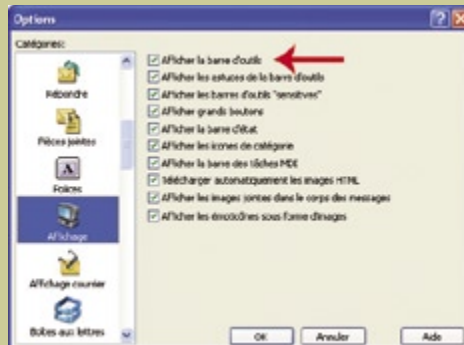 Options
Catégories:
Répondre
Pièces jointes
Polices
Affichage
Affichage courrier
Boîtes aux lettres
Afficher la barre d'outils
Afficher les astuces de la barre d'outils
Afficher les barres d'outils "sensitives"
Afficher grands boutons
Afficher la barre d'état
Afficher les icones de catégorie
Afficher la barre des tâches MDI
Télécharger automatiquement les images HTML
Afficher les images jointes dans le corps des messages
Afficher les émoticônes sous forme d'images
OK
Annuler
Aide